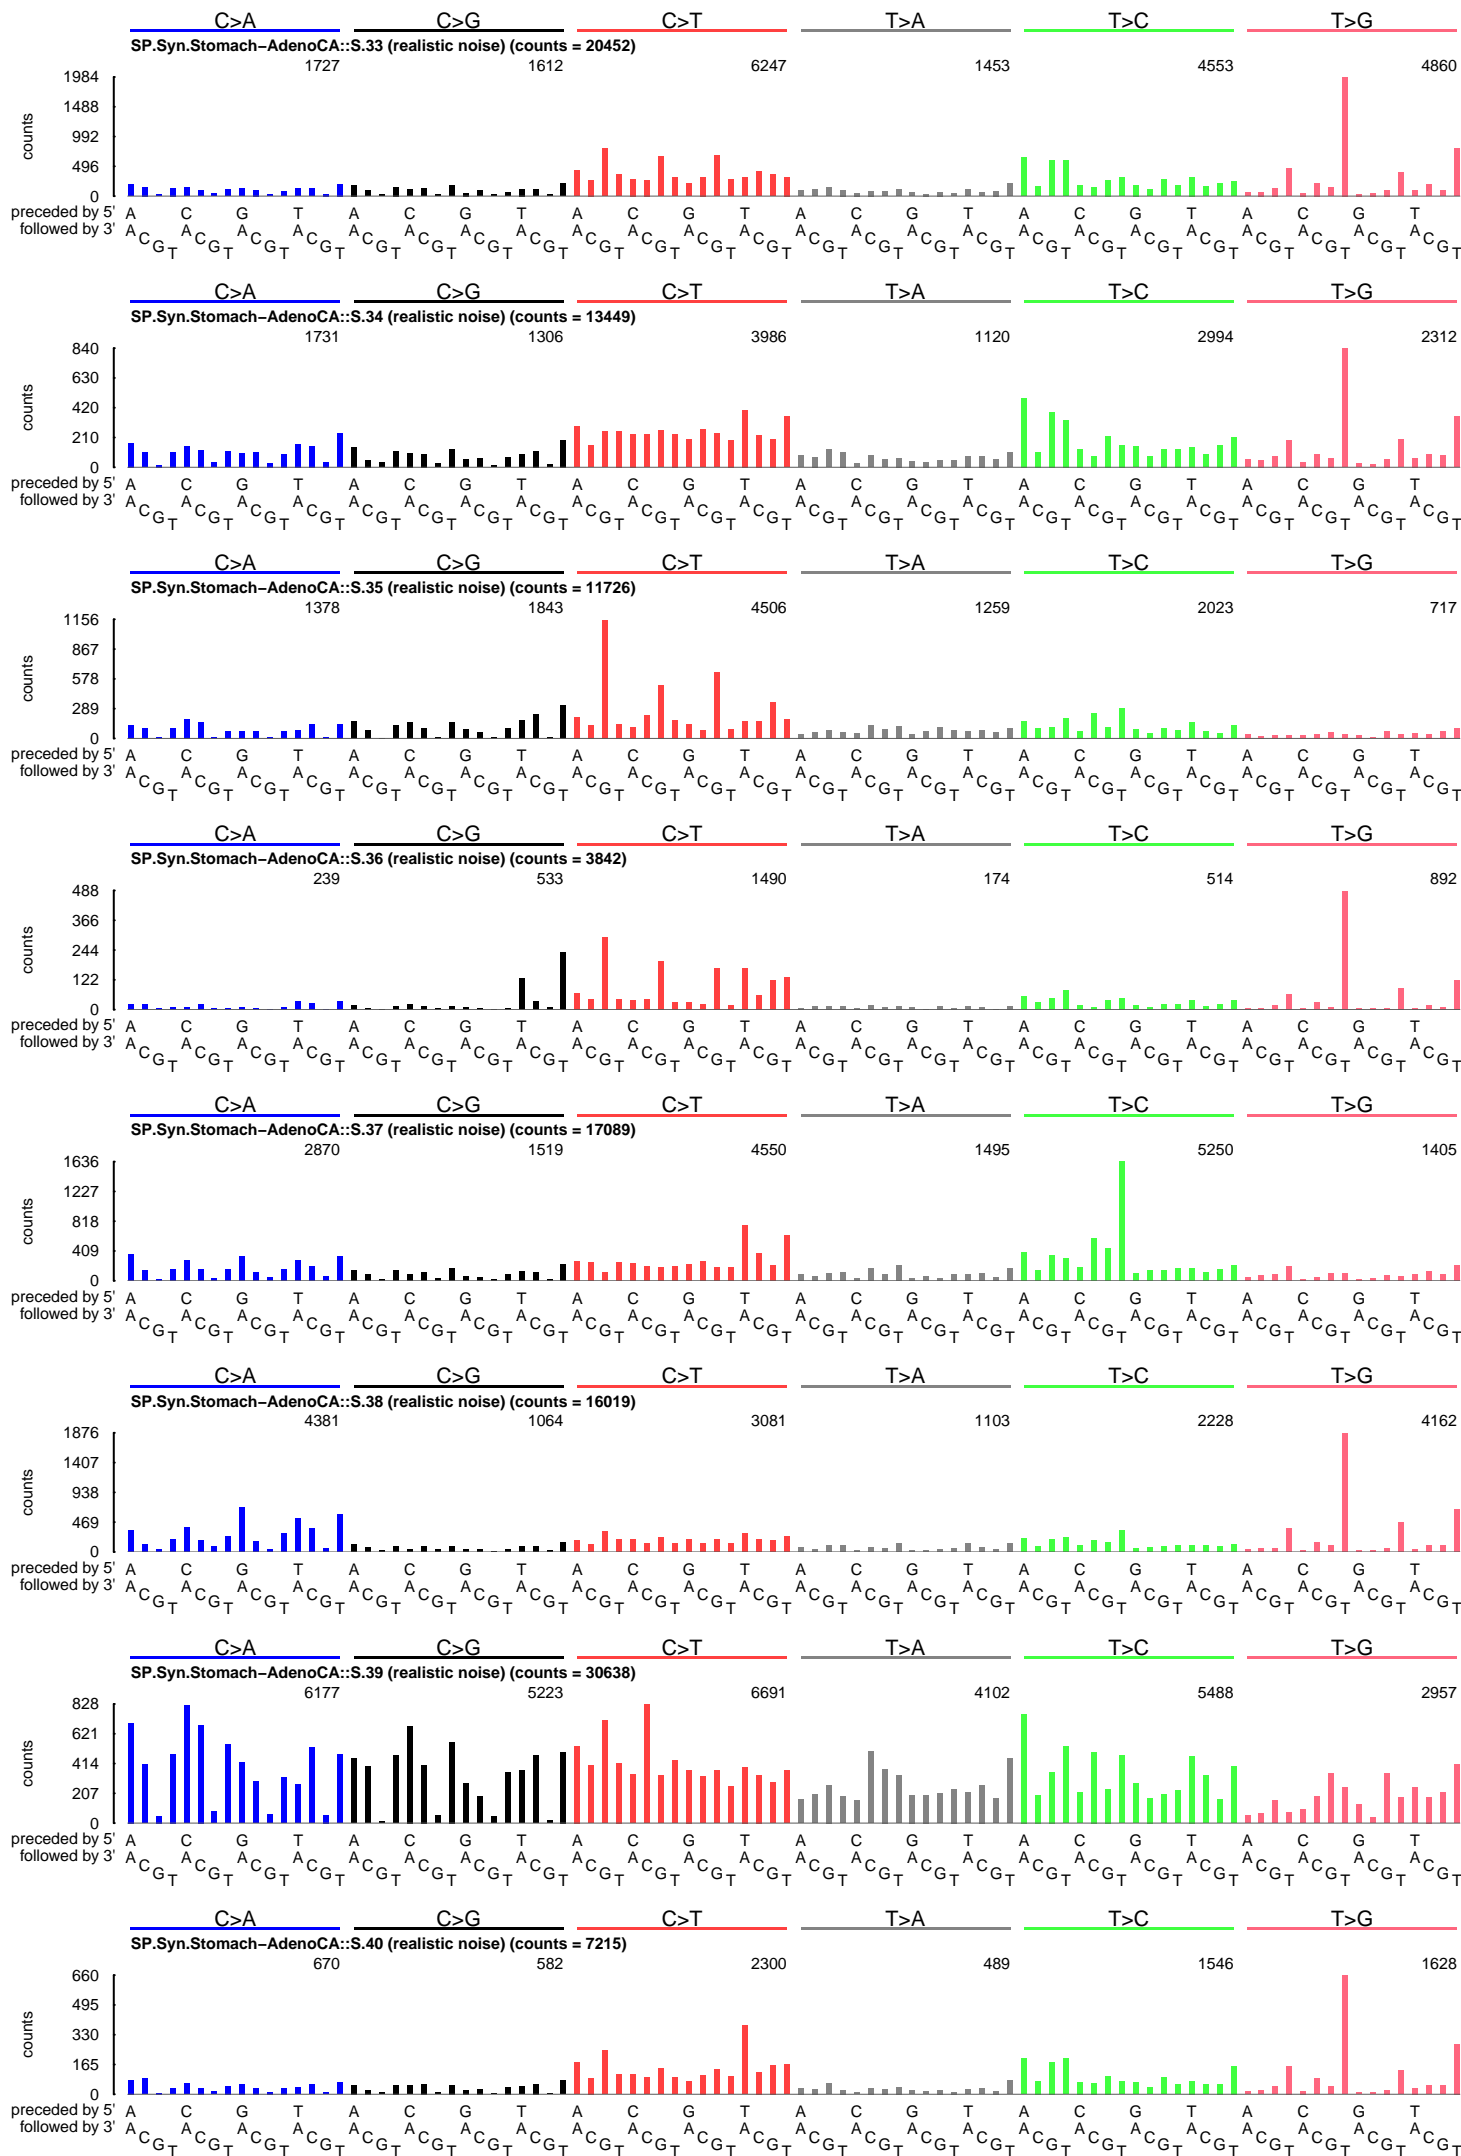 C>A C>G C>T T>A T>C T>G
SP.Syn.Stomach−AdenoCA::S.33 (realistic noise) (counts = 20452)
1727 1612 6247 1453 4553 4860
1984
1488
992
496
0
counts
preceded by 5' A C G T A C G T A C G T A C G T A C G T A C G T
followed by 3' A C G T A C G T A C G T A C G T A C G T A C G T A C G T A C G T A C G T A C G T A C G T A C G T A C G T A C G T A C G T A C G T A C G T A C G T A C G T A C G T A C G T A C G T A C G T A C G T
C>A C>G C>T T>A T>C T>G
SP.Syn.Stomach−AdenoCA::S.34 (realistic noise) (counts = 13449)
1731 1306 3986 1120 2994 2312
840
630
420
210
0
counts
preceded by 5' A C G T A C G T A C G T A C G T A C G T A C G T
followed by 3' A C G T A C G T A C G T A C G T A C G T A C G T A C G T A C G T A C G T A C G T A C G T A C G T A C G T A C G T A C G T A C G T A C G T A C G T A C G T A C G T A C G T A C G T A C G T A C G T
C>A C>G C>T T>A T>C T>G
SP.Syn.Stomach−AdenoCA::S.35 (realistic noise) (counts = 11726)
1378 1843 4506 1259 2023 717
1156
867
578
289
0
counts
preceded by 5' A C G T A C G T A C G T A C G T A C G T A C G T
followed by 3' A C G T A C G T A C G T A C G T A C G T A C G T A C G T A C G T A C G T A C G T A C G T A C G T A C G T A C G T A C G T A C G T A C G T A C G T A C G T A C G T A C G T A C G T A C G T A C G T
C>A C>G C>T T>A T>C T>G
SP.Syn.Stomach−AdenoCA::S.36 (realistic noise) (counts = 3842)
239 533 1490 174 514 892
488
366
244
122
0
counts
preceded by 5' A C G T A C G T A C G T A C G T A C G T A C G T
followed by 3' A C G T A C G T A C G T A C G T A C G T A C G T A C G T A C G T A C G T A C G T A C G T A C G T A C G T A C G T A C G T A C G T A C G T A C G T A C G T A C G T A C G T A C G T A C G T A C G T
C>A C>G C>T T>A T>C T>G
SP.Syn.Stomach−AdenoCA::S.37 (realistic noise) (counts = 17089)
2870 1519 4550 1495 5250 1405
1636
1227
818
409
0
counts
preceded by 5' A C G T A C G T A C G T A C G T A C G T A C G T
followed by 3' A C G T A C G T A C G T A C G T A C G T A C G T A C G T A C G T A C G T A C G T A C G T A C G T A C G T A C G T A C G T A C G T A C G T A C G T A C G T A C G T A C G T A C G T A C G T A C G T
C>A C>G C>T T>A T>C T>G
SP.Syn.Stomach−AdenoCA::S.38 (realistic noise) (counts = 16019)
4381 1064 3081 1103 2228 4162
1876
1407
938
469
0
counts
preceded by 5' A C G T A C G T A C G T A C G T A C G T A C G T
followed by 3' A C G T A C G T A C G T A C G T A C G T A C G T A C G T A C G T A C G T A C G T A C G T A C G T A C G T A C G T A C G T A C G T A C G T A C G T A C G T A C G T A C G T A C G T A C G T A C G T
C>A C>G C>T T>A T>C T>G
SP.Syn.Stomach−AdenoCA::S.39 (realistic noise) (counts = 30638)
6177 5223 6691 4102 5488 2957
828
621
414
207
0
counts
preceded by 5' A C G T A C G T A C G T A C G T A C G T A C G T
followed by 3' A C G T A C G T A C G T A C G T A C G T A C G T A C G T A C G T A C G T A C G T A C G T A C G T A C G T A C G T A C G T A C G T A C G T A C G T A C G T A C G T A C G T A C G T A C G T A C G T
C>A C>G C>T T>A T>C T>G
SP.Syn.Stomach−AdenoCA::S.40 (realistic noise) (counts = 7215)
670 582 2300 489 1546 1628
660
495
330
165
0
counts
preceded by 5' A C G T A C G T A C G T A C G T A C G T A C G T
followed by 3' A C G T A C G T A C G T A C G T A C G T A C G T A C G T A C G T A C G T A C G T A C G T A C G T A C G T A C G T A C G T A C G T A C G T A C G T A C G T A C G T A C G T A C G T A C G T A C G T